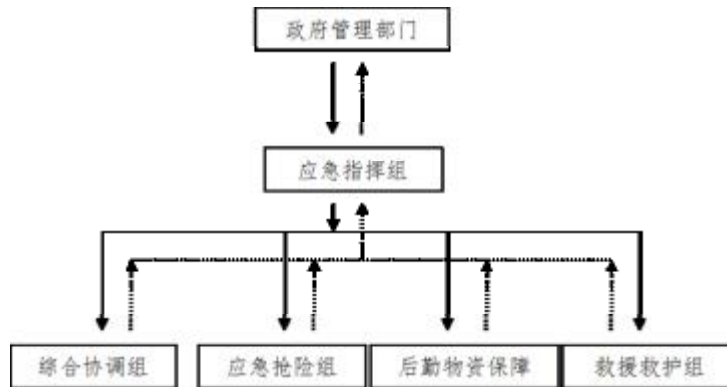 政府管理部门
应急指挥组
综合协调组
应急抢险组
后勤物资保障
救援救护组